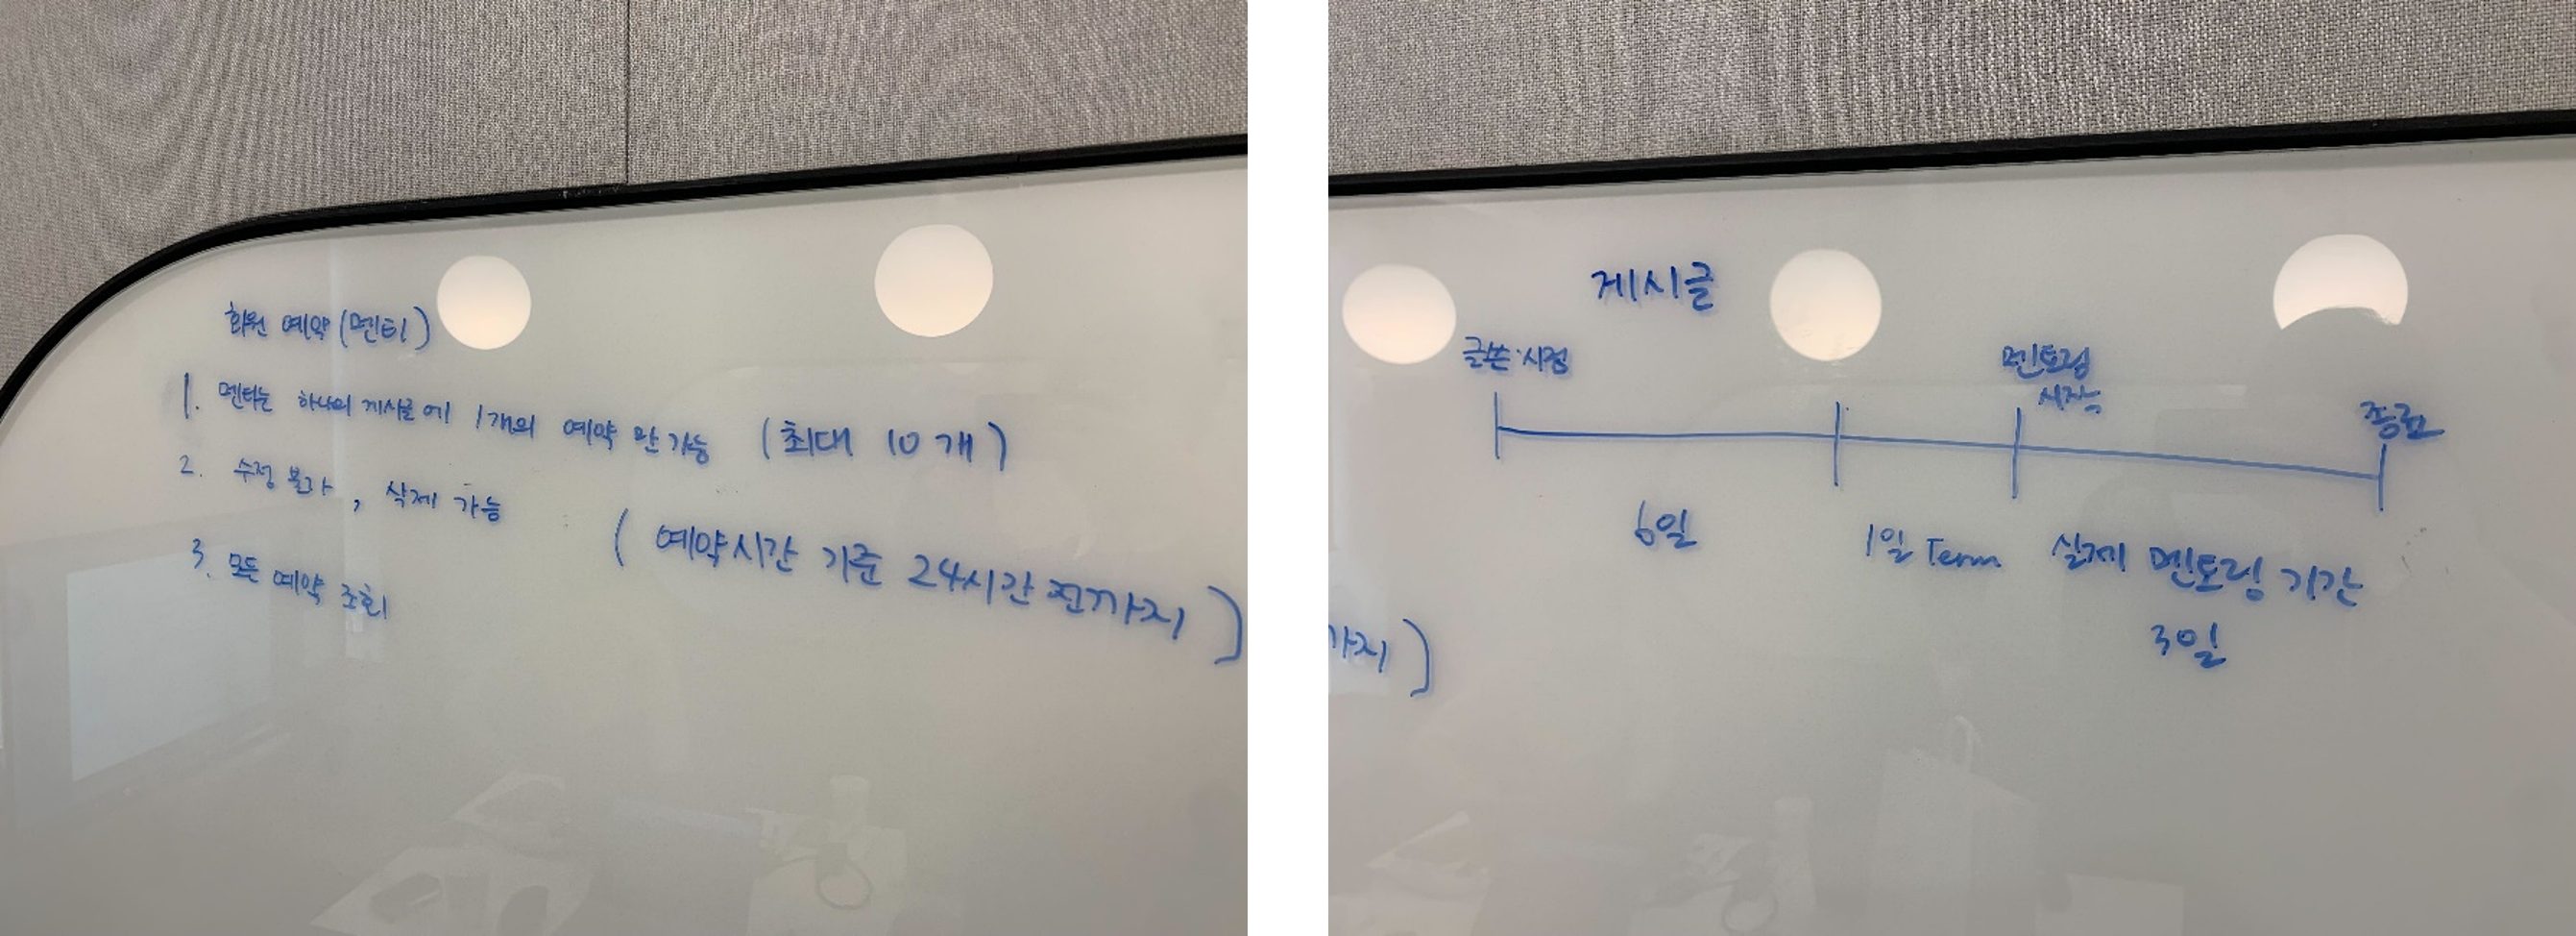 회원 예약 (멘티)
1. 멘티는 하나의 게시글에 1개의 예약만 가능 (최대 10개)
2. 수정 불가, 삭제 가능
(예약시간 기준 24시간 전까지)
3. 모든 예약 조회
게시글
글쓴 시점
멘토링
시작
종료
6일
1일 Term
실제 멘토링 기간
3일
까지)